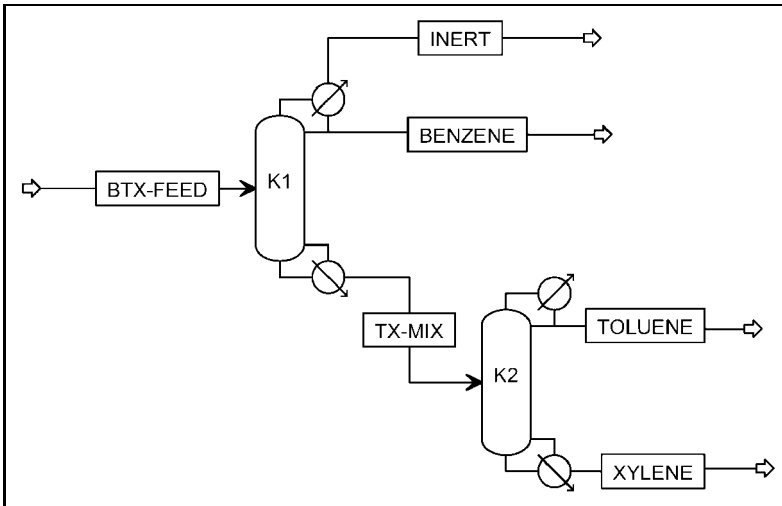 INERT
BENZENE
K1
BTX-FEED
TX-MIX
TOLUENE
K2
XYLENE